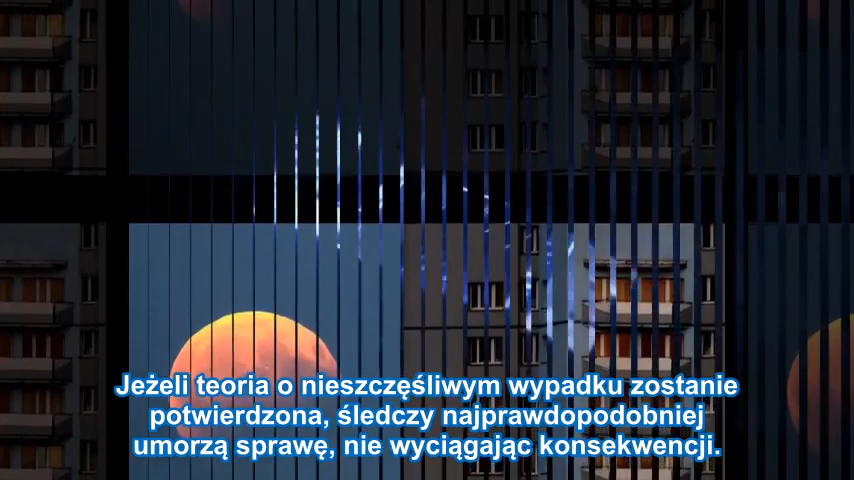 Jeżeli teoria o nieszczęśliwym wypadku zostanie
potwierdzona, śledczy najprawdopodobniej
umorzą sprawę, nie wyciągając konsekwencji.